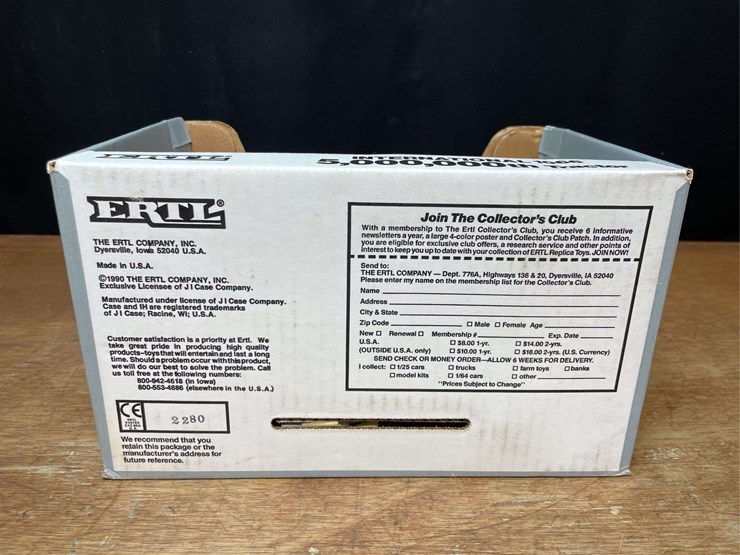 ERTL
INTERNATIONAL 1066
5,000,000th Tractor
ERTL®
THE ERTL COMPANY, INC.
Dyersville, Iowa 52040 U.S.A.
Made in U.S.A.
©1990 THE ERTL COMPANY, INC.
Exclusive Licensee of J I Case Company.
Manufactured under license of J I Case Company.
Case and IH are registered trademarks
of J I Case; Racine, WI; U.S.A.
Customer satisfaction is a priority at Ertl. We
take great pride in producing high quality
products-toys that will entertain and last a long
time. Should a problem occur with this product,
we will do our best to solve the problem. Call
us toll free at the following numbers:
800-942-4618 (in Iowa)
800-553-4886 (elsewhere in the U.S.A.)
CE
2280
We recommend that you
retain this package or the
manufacturer's address for
future reference.
Join The Collector's Club
With a membership to The Ertl Collector's Club, you receive 6 informative
newsletters a year, a large 4-color poster and Collector's Club Patch. In addition,
you are eligible for exclusive club offers, a research service and other points of
interest to keep you up to date with your collection of ERTL Replica Toys. JOIN NOW!
Send to:
THE ERTL COMPANY — Dept. 776A, Highways 136 & 20, Dyersville, IA 52040
Please enter my name on the membership list for the Collector's Club.
Name
Address
City & State
Zip Code □ Male □ Female Age
New □ Renewal □ Membership # Exp. Date
U.S.A. □ $8.00 1-yr. □ $14.00 2-yrs.
(OUTSIDE U.S.A. only) □ $10.00 1-yr. □ $16.00 2-yrs. (U.S. Currency)
SEND CHECK OR MONEY ORDER—ALLOW 6 WEEKS FOR DELIVERY.
I collect: □ 1/25 cars □ trucks □ farm toys □ banks
□ model kits □ 1/64 cars □ other
"Prices Subject to Change"